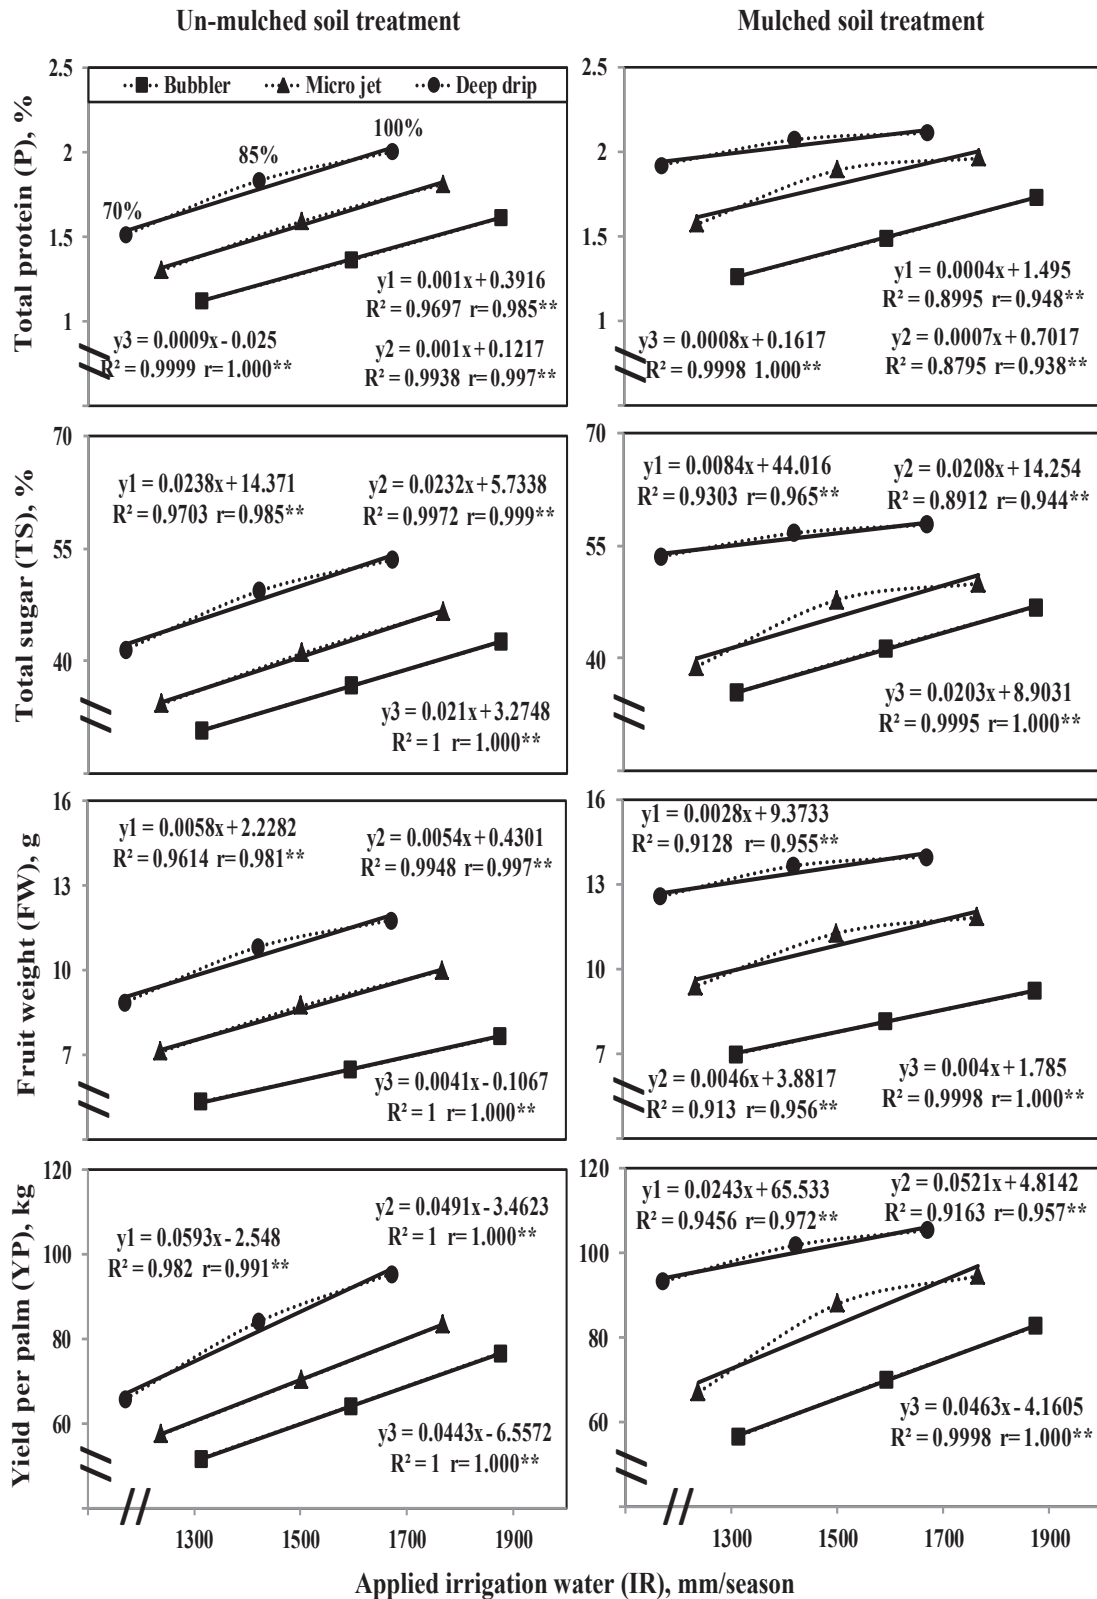 Un-mulched soil treatment
Mulched soil treatment
Total protein (P), %
2.5
2
1.5
1
Bubbler Micro jet Deep drip
70%
85%
100%
y1 = 0.001x+0.3916
R² = 0.9697 r=0.985**
y3 = 0.0009x-0.025
R² = 0.9999 r=1.000**
y2 = 0.001x+0.1217
R² = 0.9938 r=0.997**
2.5
2
1.5
1
y1 = 0.0004x+1.495
R² = 0.8995 r=0.948**
y3 = 0.0008x+0.1617
R² = 0.9998 1.000**
y2 = 0.0007x+0.7017
R² = 0.8795 r=0.938**
Total sugar (TS), %
70
55
40
y1 = 0.0238x+14.371
R² = 0.9703 r=0.985**
y2 = 0.0232x+5.7338
R² = 0.9972 r=0.999**
y3 = 0.021x+3.2748
R² = 1 r=1.000**
70
55
40
y1 = 0.0084x+44.016
R² = 0.9303 r=0.965**
y2 = 0.0208x+14.254
R² = 0.8912 r=0.944**
y3 = 0.0203x+8.9031
R² = 0.9995 r=1.000**
Fruit weight (FW), g
16
13
10
7
y1 = 0.0058x+2.2282
R² = 0.9614 r=0.981**
y2 = 0.0054x+0.4301
R² = 0.9948 r=0.997**
y3 = 0.0041x-0.1067
R² = 1 r=1.000**
16
13
10
7
y1 = 0.0028x+9.3733
R² = 0.9128 r=0.955**
y2 = 0.0046x+3.8817
R² = 0.913 r=0.956**
y3 = 0.004x+1.785
R² = 0.9998 r=1.000**
Yield per palm (YP), kg
120
100
80
60
y1 = 0.0593x-2.548
R² = 0.982 r=0.991**
y2 = 0.0491x-3.4623
R² = 1 r=1.000**
y3 = 0.0443x-6.5572
R² = 1 r=1.000**
120
100
80
60
y1 = 0.0243x+65.533
R² = 0.9456 r=0.972**
y2 = 0.0521x+4.8142
R² = 0.9163 r=0.957**
y3 = 0.0463x-4.1605
R² = 0.9998 r=1.000**
1300 1500 1700 1900
1300 1500 1700 1900
Applied irrigation water (IR), mm/season